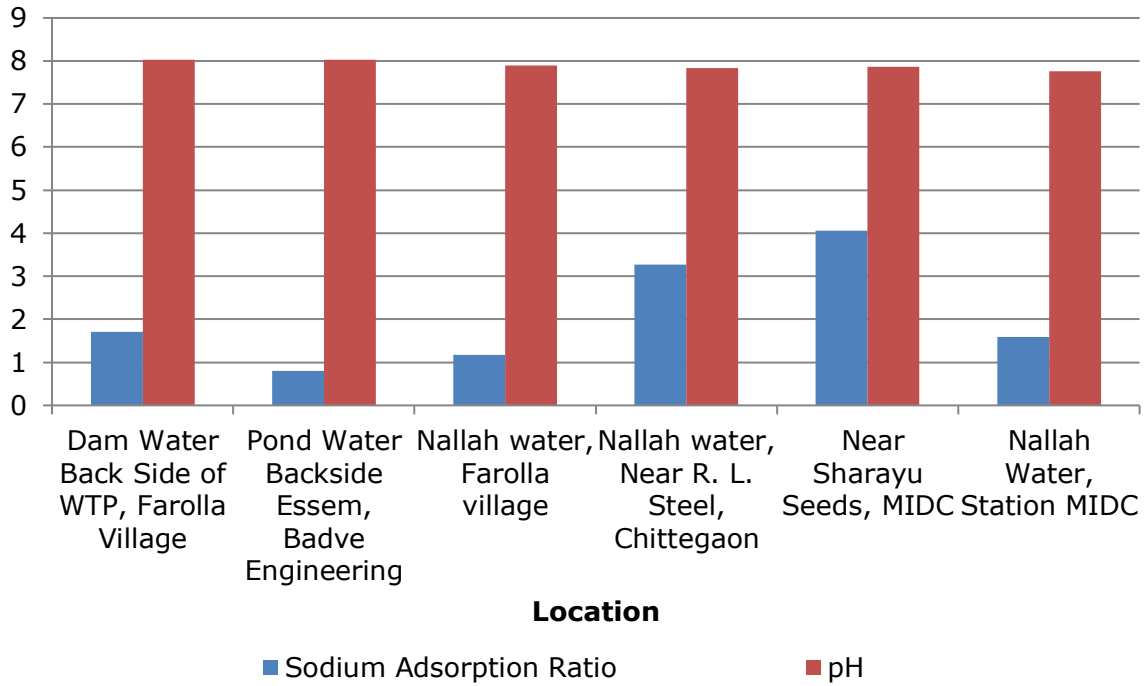 9
8
7
6
5
4
3
2
1
0
Dam Water
Back Side of
WTP, Farolla
Village
Pond Water
Backside
Essem,
Badve
Engineering
Nallah water,
Farolla
village
Nallah water,
Near R. L.
Steel,
Chittegaon
Near
Sharayu
Seeds, MIDC
Nallah
Water,
Station MIDC
Location
Sodium Adsorption Ratio
pH